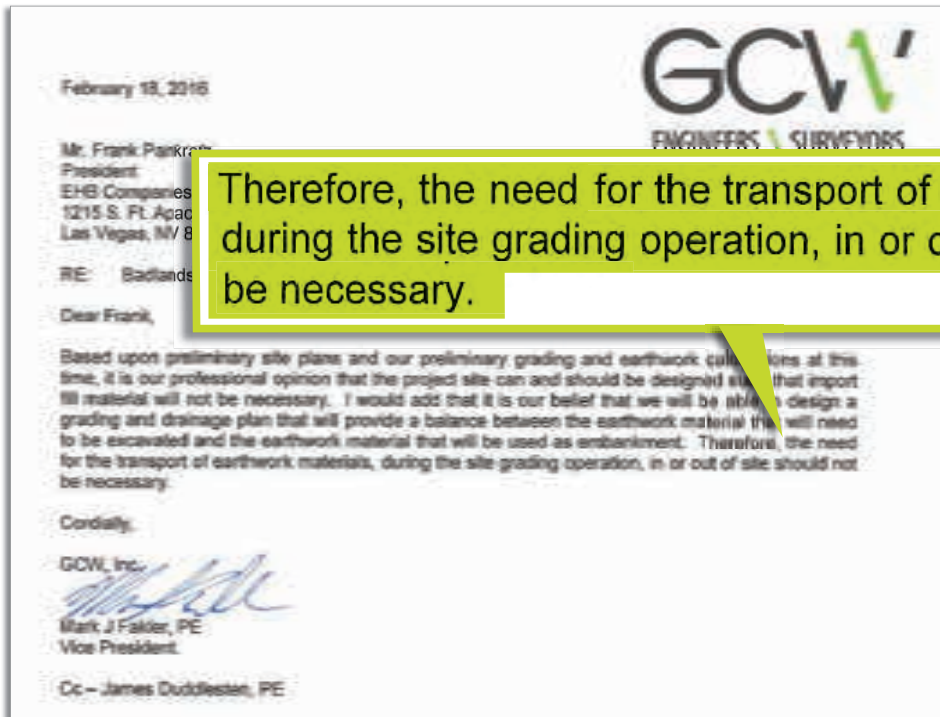 GCW
ENGINEERS \ SURVEYORS
February 18, 2016
Mr. Frank Pankra
President
EHB Companies
1215 S. Ft. Apac
Las Vegas, NV 8
RE: Badlands
Therefore, the need for the transport of
during the site grading operation, in or
be necessary.
Dear Frank,
Based upon preliminary site plans and our preliminary grading and earthwork at this
time, it is our professional opinion that the project site can and should be designed that import
fill material will not be necessary. I would add that it is our belief that we will be design a
grading and drainage plan that will provide a balance between the earthwork material will need
to be excavated and the earthwork material that will be used as embankment. Therefore, the need
for the transport of earthwork materials, during the site grading operation, in or out of site should not
be necessary.
Cordially,
GCW, Inc.
Mark J Fakler, PE
Vice President
Cc – James Duddlesten, PE